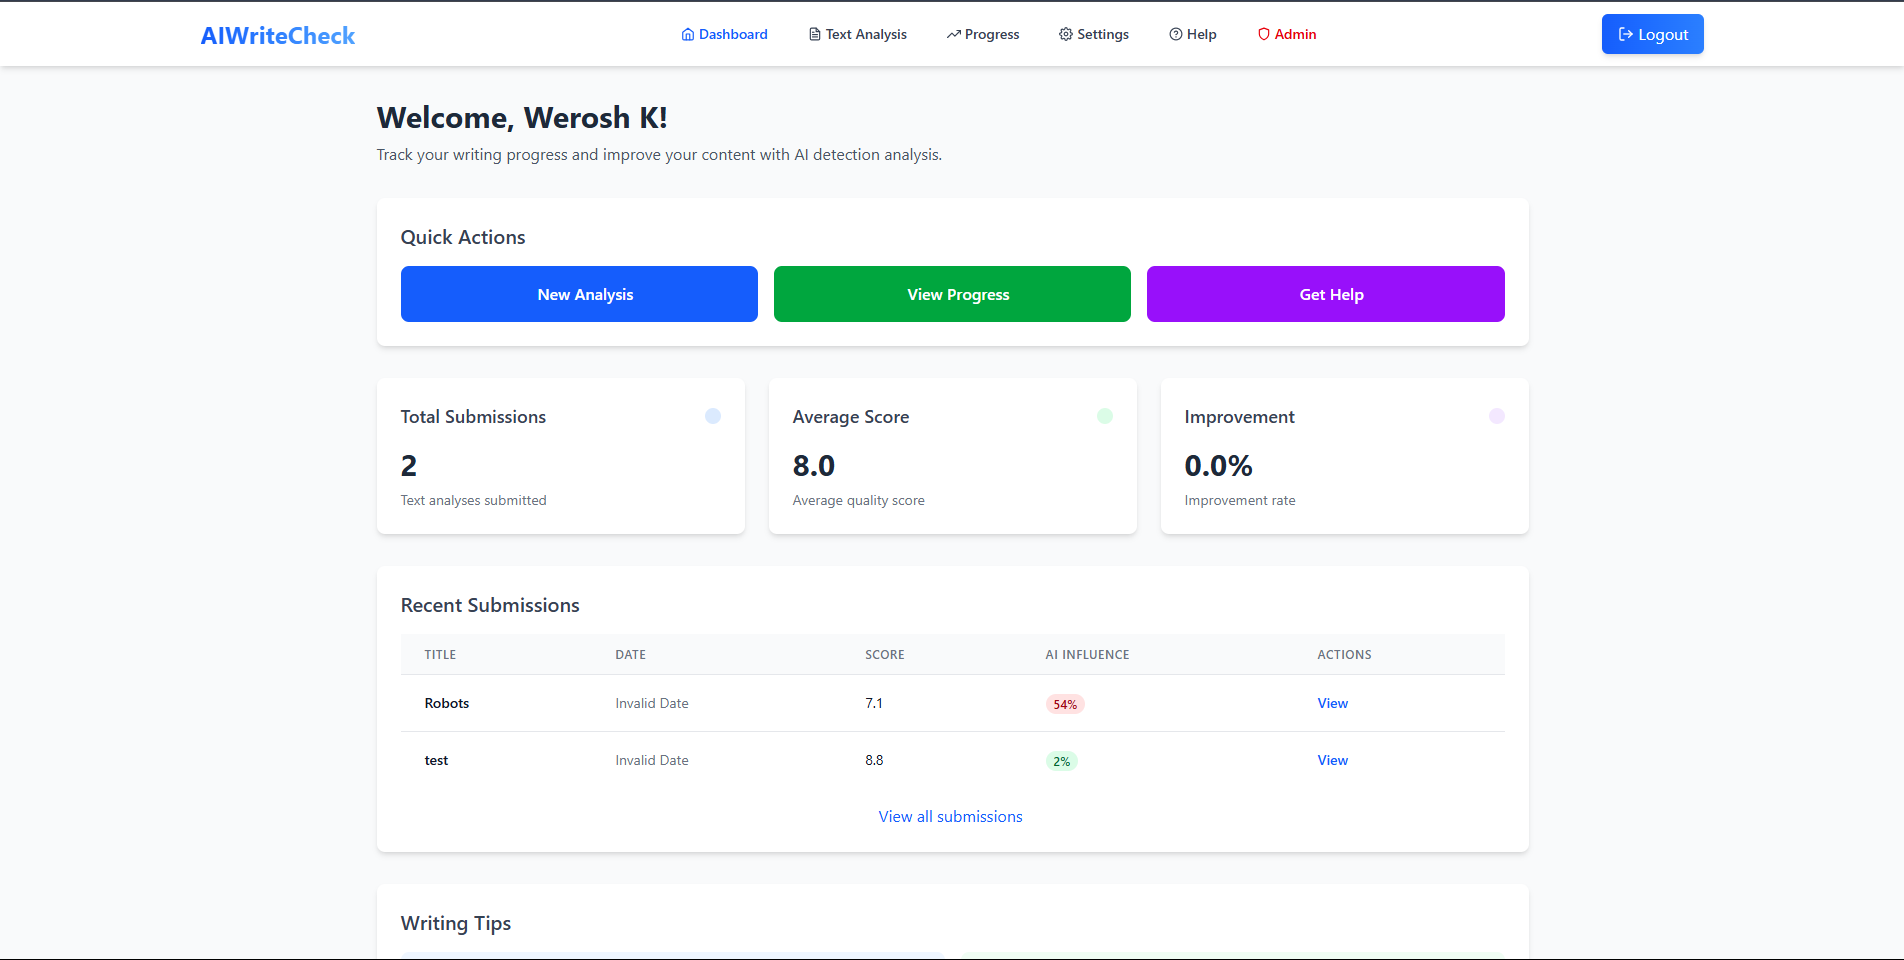 AIWriteCheck
Dashboard
Text Analysis
Progress
Settings
Help
Admin
Logout
Welcome, Werosh K!
Track your writing progress and improve your content with AI detection analysis.
Quick Actions
New Analysis
View Progress
Get Help
Total Submissions
2
Text analyses submitted
Average Score
8.0
Average quality score
Improvement
0.0%
Improvement rate
Recent Submissions
TITLE DATE SCORE AI INFLUENCE ACTIONS
Robots Invalid Date 7.1 54% View
test Invalid Date 8.8 2% View
View all submissions
Writing Tips